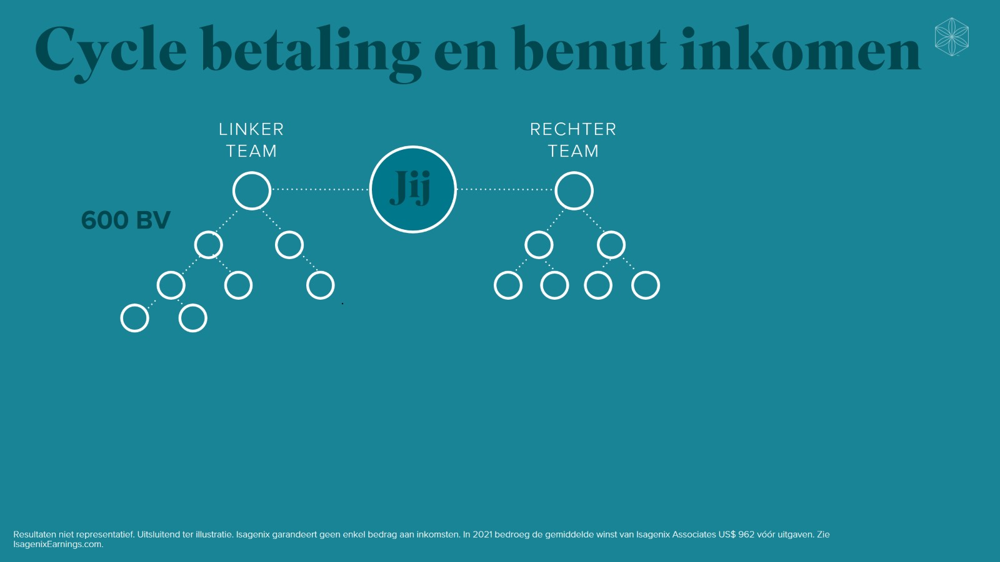 Cycle betaling en benut inkomen
LINKER
TEAM
RECHTER
TEAM
Jij
600 BV
Resultaten niet representatief. Uitsluitend ter illustratie. Isagenix garandeert geen enkel bedrag aan inkomsten. In 2021 bedroeg de gemiddelde winst van Isagenix Associates US$ 962 vóór uitgaven. Zie
IsagenixEarnings.com.